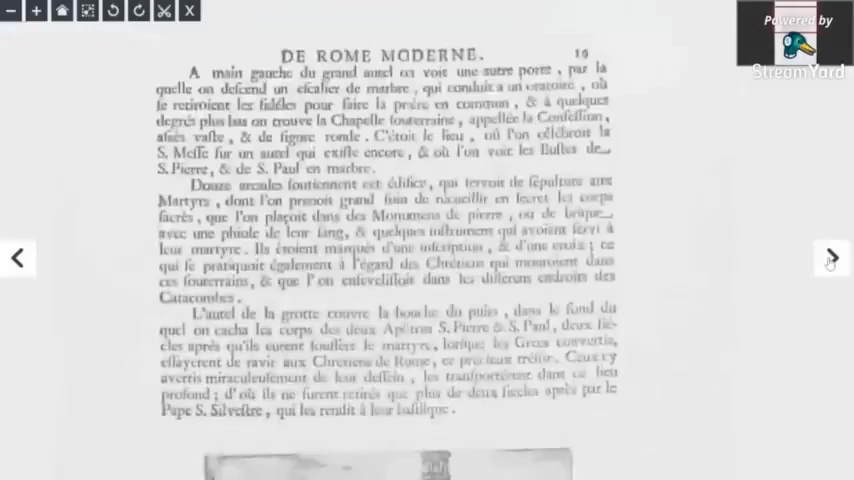 Powered by
StreamYard
DE ROME MODERNE. 19
A main gauche du grand autel on voit une autre porte, par la
quelle on descend un escalier de marbre, qui conduit a un oratoire, où
se retiroient les fidéles pour faire la priére en commun, & à quelques
degrés plus bas on trouve la Chapelle souterraine, appellée la Confession,
assés vaste, & de figure ronde. C'étoit le lieu, où l'on célébroit la
S. Messe sur un autel qui existe encore, & où l'on voit les Bustes de
S. Pierre, & de S. Paul en marbre.
Douze arcades soutiennent cet édifice, qui servoit de sépulture aux
Martyrs, dont l'on prenoit grand soin de recueillir en secret les corps
sacrés, que l'on plaçoit dans des Monumens de pierre, ou de brique
avec une phiole de leur sang, & quelques instrument qui avoient servi à
leur martyre. Ils étoient marqués d'une inscription, & d'une croix; ce
qui se pratiquoit également à l'égard des Chrétiens qui mouroient dans
ces souterrains, & que l'on ensevelissoit dans les différens endroits des
Catacombes.
L'autel de la grotte couvre la bouche du puits, dans le fond du
quel on cacha les corps des deux Apôtres S. Pierre & S. Paul, deux sié-
cles après qu'ils eurent souffert le martyre, lorsque les Grecs convertis,
essayerent de ravir aux Chrétiens de Rome, ce précieux trésor. Ceux cy
avertis miraculeusement de leur dessein, les transportérent dans ce lieu
profond; d'où ils ne furent retirés que plus de deux siecles après par le
Pape S. Silvestre, qui les rendit à leur basilique.